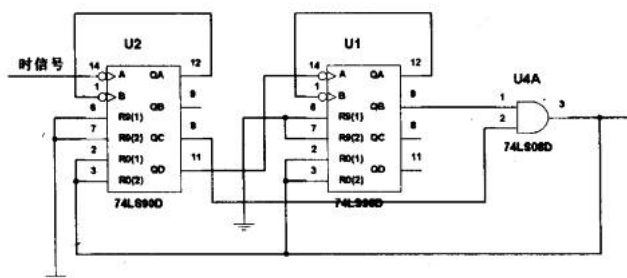 U2
U1
时信号
14
A
QA
12
1
B
QB
9
6
R9(1)
7
R9(2)
QC
8
2
R0(1)
QD
11
3
R0(2)
74LS90D
14
A
QA
12
1
B
QB
9
6
R9(1)
7
R9(2)
QC
8
2
R0(1)
QD
11
3
R0(2)
74LS90D
U4A
1
2
3
74LS08D